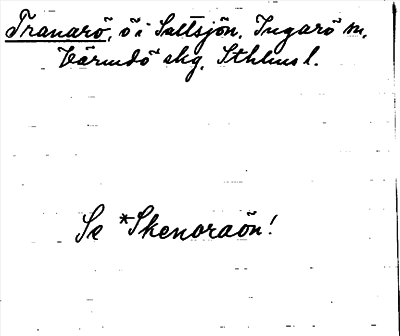 Tranarö, ö i Saltsjön, Ingarö sn,
Värmdö skg, Sthlms l.
Se *Skenoraön!